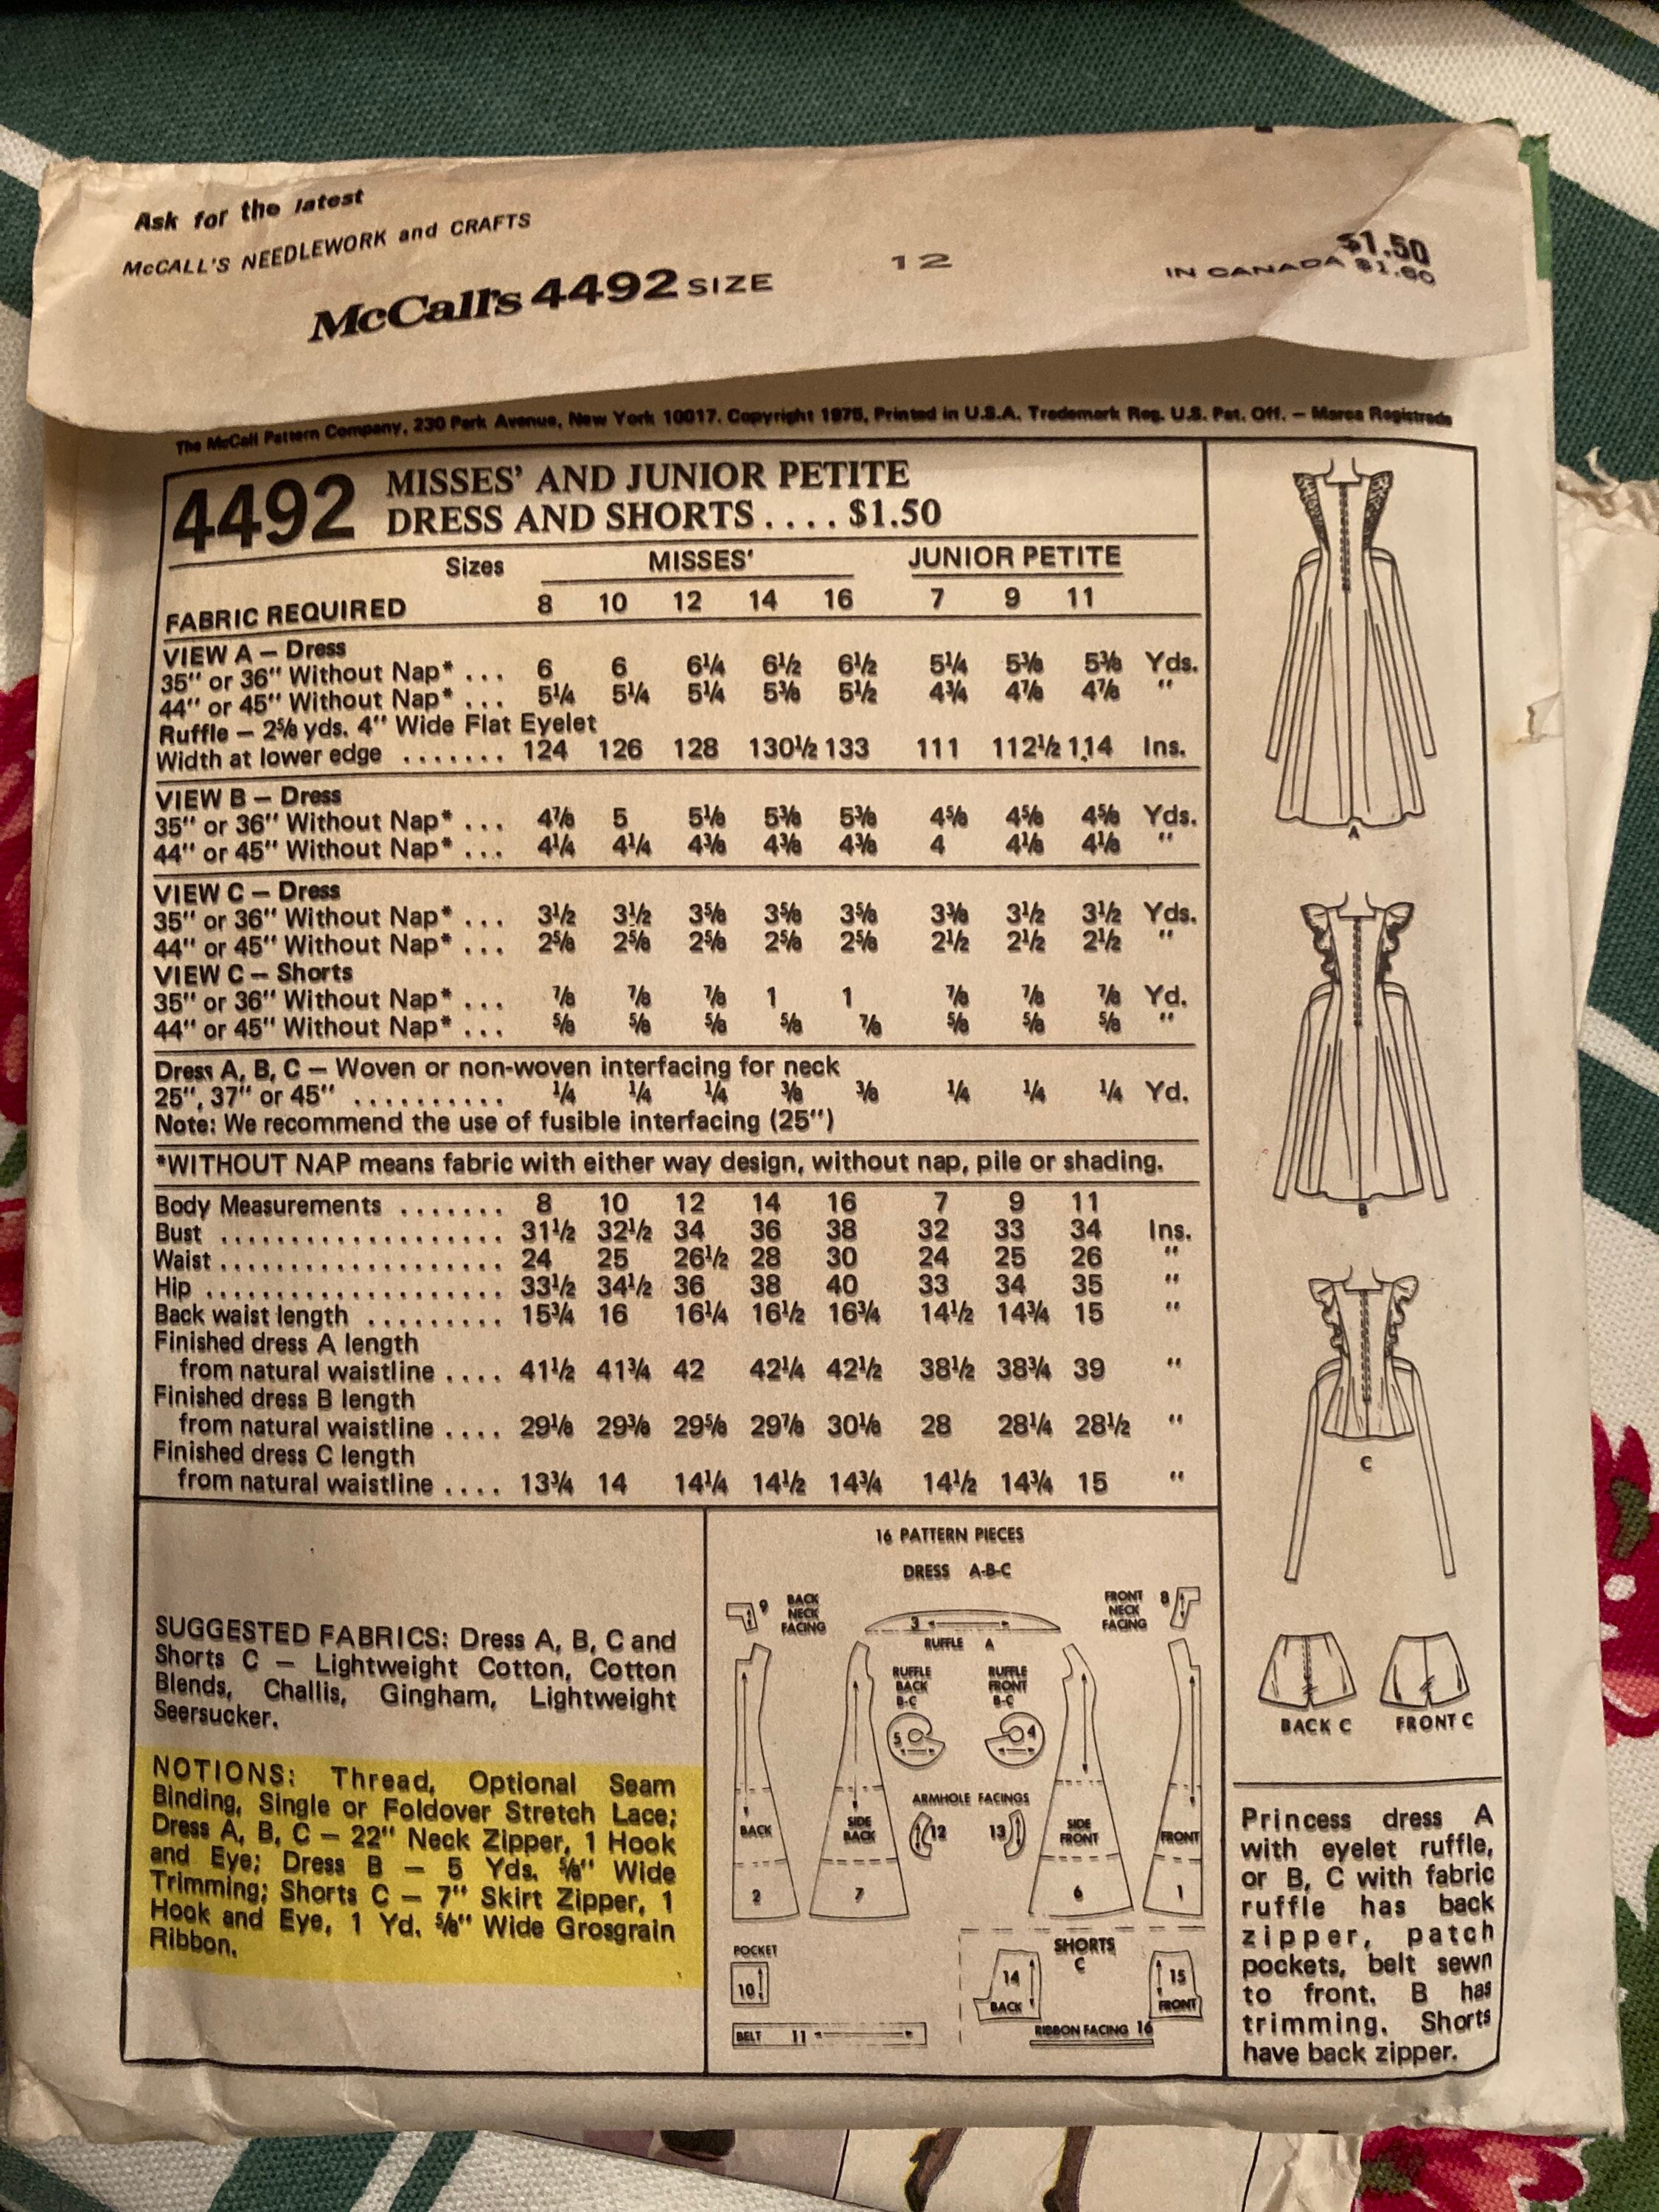 Ask for the latest
McCALL'S NEEDLEWORK and CRAFTS
McCall's 4492 SIZE 12
$1.50
IN CANADA $1.60
The McCall Pattern Company, 230 Park Avenue, New York 10017. Copyright 1975, Printed in U.S.A. Trademark Reg. U.S. Pat. Off. — Marca Registrada
4492 MISSES' AND JUNIOR PETITE
DRESS AND SHORTS .... $1.50
Sizes MISSES' JUNIOR PETITE
FABRIC REQUIRED 8 10 12 14 16 7 9 11
VIEW A — Dress
35" or 36" Without Nap* ... 6 6 6¼ 6½ 6½ 5¼ 5⅜ 5⅜ Yds.
44" or 45" Without Nap* ... 5¼ 5¼ 5¼ 5⅜ 5½ 4¾ 4⅞ 4⅞ "
Ruffle — 2⅝ yds. 4" Wide Flat Eyelet
Width at lower edge ....... 124 126 128 130½ 133 111 112½ 114 Ins.
VIEW B — Dress
35" or 36" Without Nap* ... 4⅞ 5 5⅛ 5⅜ 5⅜ 4⅝ 4⅝ 4⅝ Yds.
44" or 45" Without Nap* ... 4¼ 4¼ 4⅜ 4⅜ 4⅜ 4 4⅛ 4⅛ "
VIEW C — Dress
35" or 36" Without Nap* ... 3½ 3½ 3⅝ 3⅝ 3⅝ 3⅜ 3½ 3½ Yds.
44" or 45" Without Nap* ... 2⅝ 2⅝ 2⅝ 2⅝ 2⅝ 2½ 2½ 2½ "
VIEW C — Shorts
35" or 36" Without Nap* ... ⅞ ⅞ ⅞ 1 1 ⅞ ⅞ ⅞ Yd.
44" or 45" Without Nap* ... ⅝ ⅝ ⅝ ⅝ ⅞ ⅝ ⅝ ⅝ "
Dress A, B, C — Woven or non-woven interfacing for neck
25", 37" or 45" .......... ¼ ¼ ¼ ⅜ ⅜ ¼ ¼ ¼ Yd.
Note: We recommend the use of fusible interfacing (25")
*WITHOUT NAP means fabric with either way design, without nap, pile or shading.
Body Measurements ....... 8 10 12 14 16 7 9 11
Bust .................... 31½ 32½ 34 36 38 32 33 34 Ins.
Waist .................... 24 25 26½ 28 30 24 25 26 "
Hip ..................... 33½ 34½ 36 38 40 33 34 35 "
Back waist length ......... 15¾ 16 16¼ 16½ 16¾ 14½ 14¾ 15 "
Finished dress A length
from natural waistline .... 41½ 41¾ 42 42¼ 42½ 38½ 38¾ 39 "
Finished dress B length
from natural waistline .... 29⅛ 29⅜ 29⅝ 29⅞ 30⅛ 28 28¼ 28½ "
Finished dress C length
from natural waistline .... 13¾ 14 14¼ 14½ 14¾ 14½ 14¾ 15 "
SUGGESTED FABRICS: Dress A, B, C and
Shorts C — Lightweight Cotton, Cotton
Blends, Challis, Gingham, Lightweight
Seersucker.
NOTIONS: Thread, Optional Seam
Binding, Single or Foldover Stretch Lace;
Dress A, B, C — 22" Neck Zipper, 1 Hook
and Eye; Dress B — 5 Yds. ⅝" Wide
Trimming; Shorts C — 7" Skirt Zipper, 1
Hook and Eye, 1 Yd. ⅝" Wide Grosgrain
Ribbon.
16 PATTERN PIECES
DRESS A-B-C
9 BACK NECK FACING
3
RUFFLE A
FRONT NECK FACING 8
RUFFLE BACK B-C
5
RUFFLE FRONT B-C
4
ARMHOLE FACINGS
12 13
BACK
2
SIDE BACK
7
SIDE FRONT
6
FRONT
1
POCKET
10
BELT 11
SHORTS C
14
BACK
15
FRONT
RIBBON FACING 16
A
B
C
BACK C FRONT C
Princess dress A
with eyelet ruffle,
or B, C with fabric
ruffle has back
zipper, patch
pockets, belt sewn
to front. B has
trimming. Shorts
have back zipper.